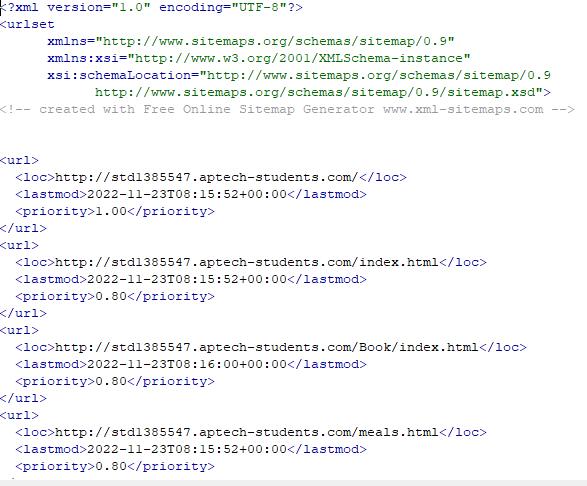 <?xml version="1.0" encoding="UTF-8"?>
<urlset
      xmlns="http://www.sitemaps.org/schemas/sitemap/0.9"
      xmlns:xsi="http://www.w3.org/2001/XMLSchema-instance"
      xsi:schemaLocation="http://www.sitemaps.org/schemas/sitemap/0.9
            http://www.sitemaps.org/schemas/sitemap/0.9/sitemap.xsd">
<!-- created with Free Online Sitemap Generator www.xml-sitemaps.com -->
<url>
  <loc>http://std1385547.aptech-students.com/</loc>
  <lastmod>2022-11-23T08:15:52+00:00</lastmod>
  <priority>1.00</priority>
</url>
<url>
  <loc>http://std1385547.aptech-students.com/index.html</loc>
  <lastmod>2022-11-23T08:15:52+00:00</lastmod>
  <priority>0.80</priority>
</url>
<url>
  <loc>http://std1385547.aptech-students.com/Book/index.html</loc>
  <lastmod>2022-11-23T08:16:00+00:00</lastmod>
  <priority>0.80</priority>
</url>
<url>
  <loc>http://std1385547.aptech-students.com/meals.html</loc>
  <lastmod>2022-11-23T08:15:52+00:00</lastmod>
  <priority>0.80</priority>